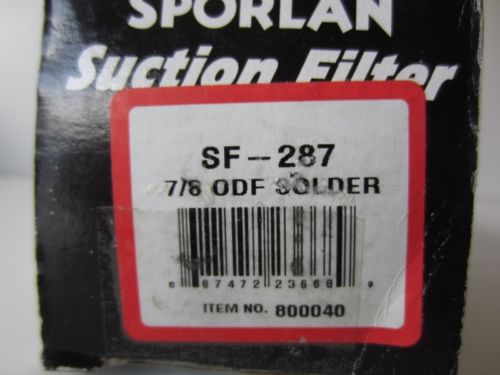 SPORLAN
Suction Filter
SF-287
7/8 ODF SOLDER
6 87472 23668 9
ITEM NO. 800040